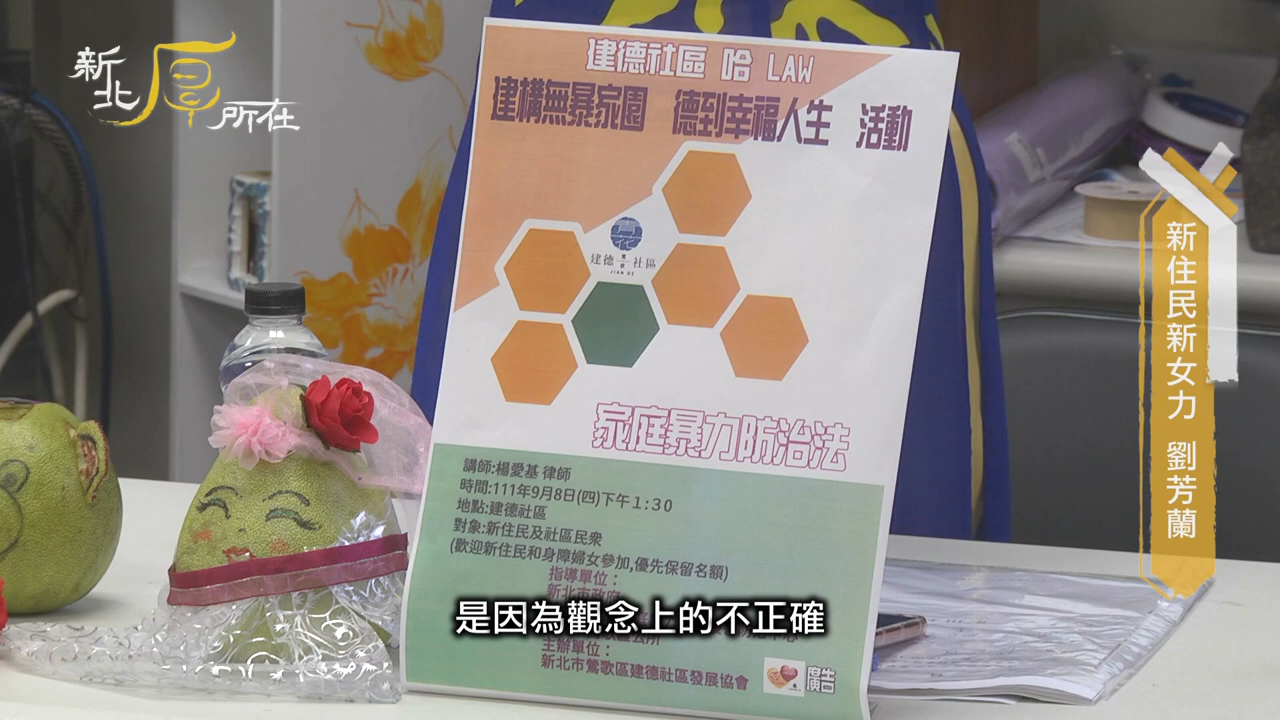 新北厝所在
建德社區 哈 LAW
建構無暴家園 德到幸福人生 活動
建德 社區
JIAN DE
家庭暴力防治法
講師:楊愛基 律師
時間:111年9月8日(四)下午1:30
地點:建德社區
對象:新住民及社區民眾
(歡迎新住民和身障婦女參加,優先保留名額)
指導單位：
新北市政府
是因為觀念上的不正確
主辦單位：
新北市鶯歌區建德社區發展協會
廣告
新住民新女力 劉芳蘭